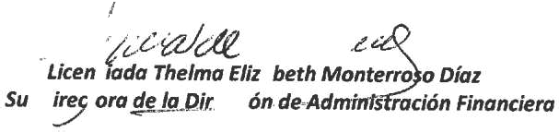 Licen iada Thelma Eliz beth Monterroso Díaz
Su irec ora de la Dir ón de Administración Financiera